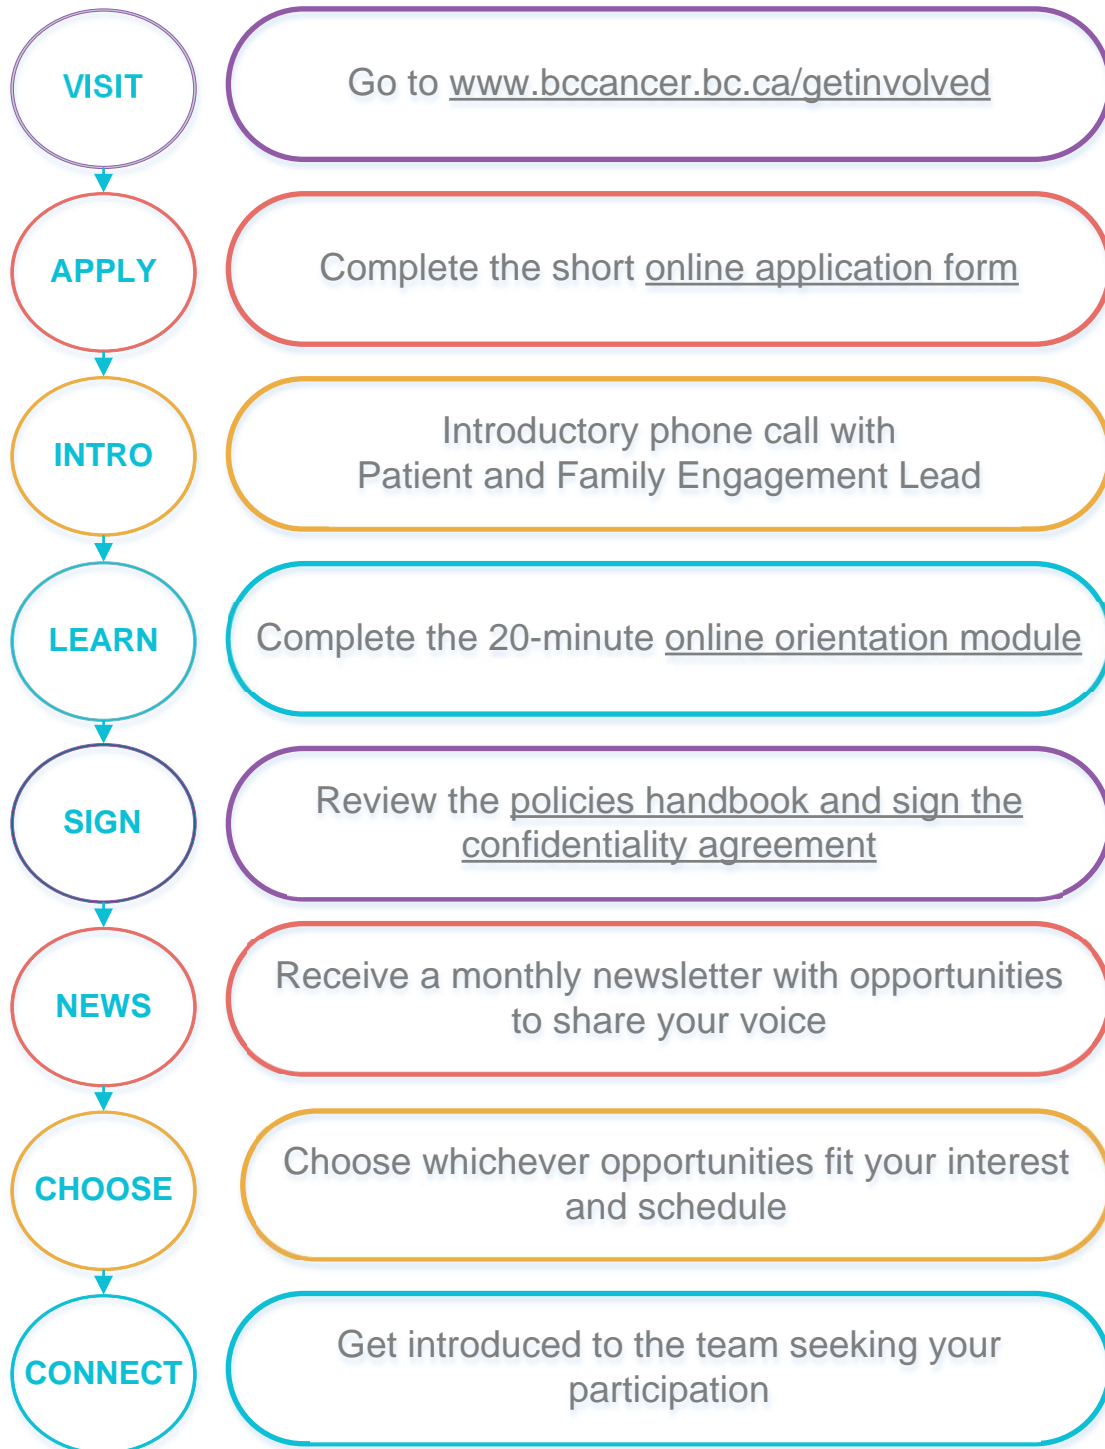 VISIT
Go to www.bccancer.bc.ca/getinvolved
APPLY
Complete the short online application form
INTRO
Introductory phone call with
Patient and Family Engagement Lead
LEARN
Complete the 20-minute online orientation module
SIGN
Review the policies handbook and sign the
confidentiality agreement
NEWS
Receive a monthly newsletter with opportunities
to share your voice
CHOOSE
Choose whichever opportunities fit your interest
and schedule
CONNECT
Get introduced to the team seeking your
participation